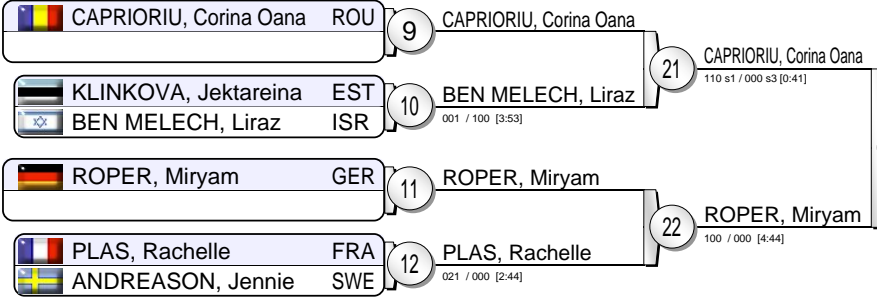 CAPRIORIU, Corina Oana ROU
9
CAPRIORIU, Corina Oana
21
CAPRIORIU, Corina Oana
110 s1 / 000 s3 [0:41]
KLINKOVA, Jektareina EST
10
BEN MELECH, Liraz
001 / 100 [3:53]
BEN MELECH, Liraz ISR
ROPER, Miryam GER
11
ROPER, Miryam
22
ROPER, Miryam
100 / 000 [4:44]
PLAS, Rachelle FRA
12
PLAS, Rachelle
021 / 000 [2:44]
ANDREASON, Jennie SWE